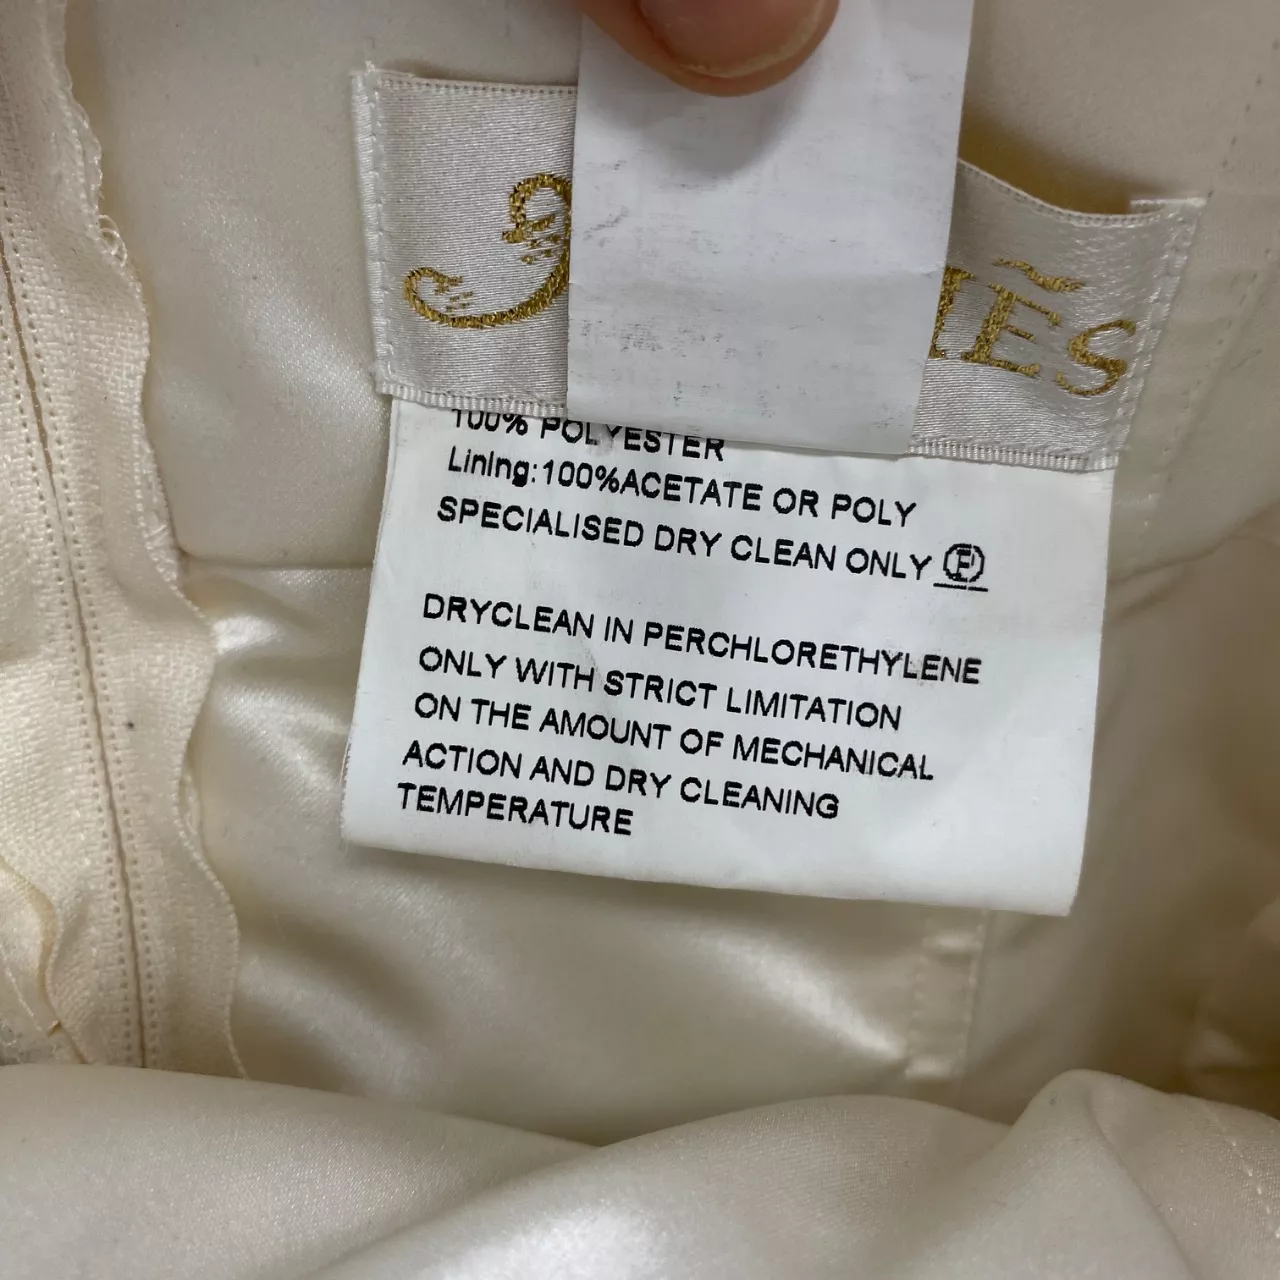 100% POLYESTER
Lining:100%ACETATE OR POLY
SPECIALISED DRY CLEAN ONLY Ⓟ
DRYCLEAN IN PERCHLORETHYLENE
ONLY WITH STRICT LIMITATION
ON THE AMOUNT OF MECHANICAL
ACTION AND DRY CLEANING
TEMPERATURE